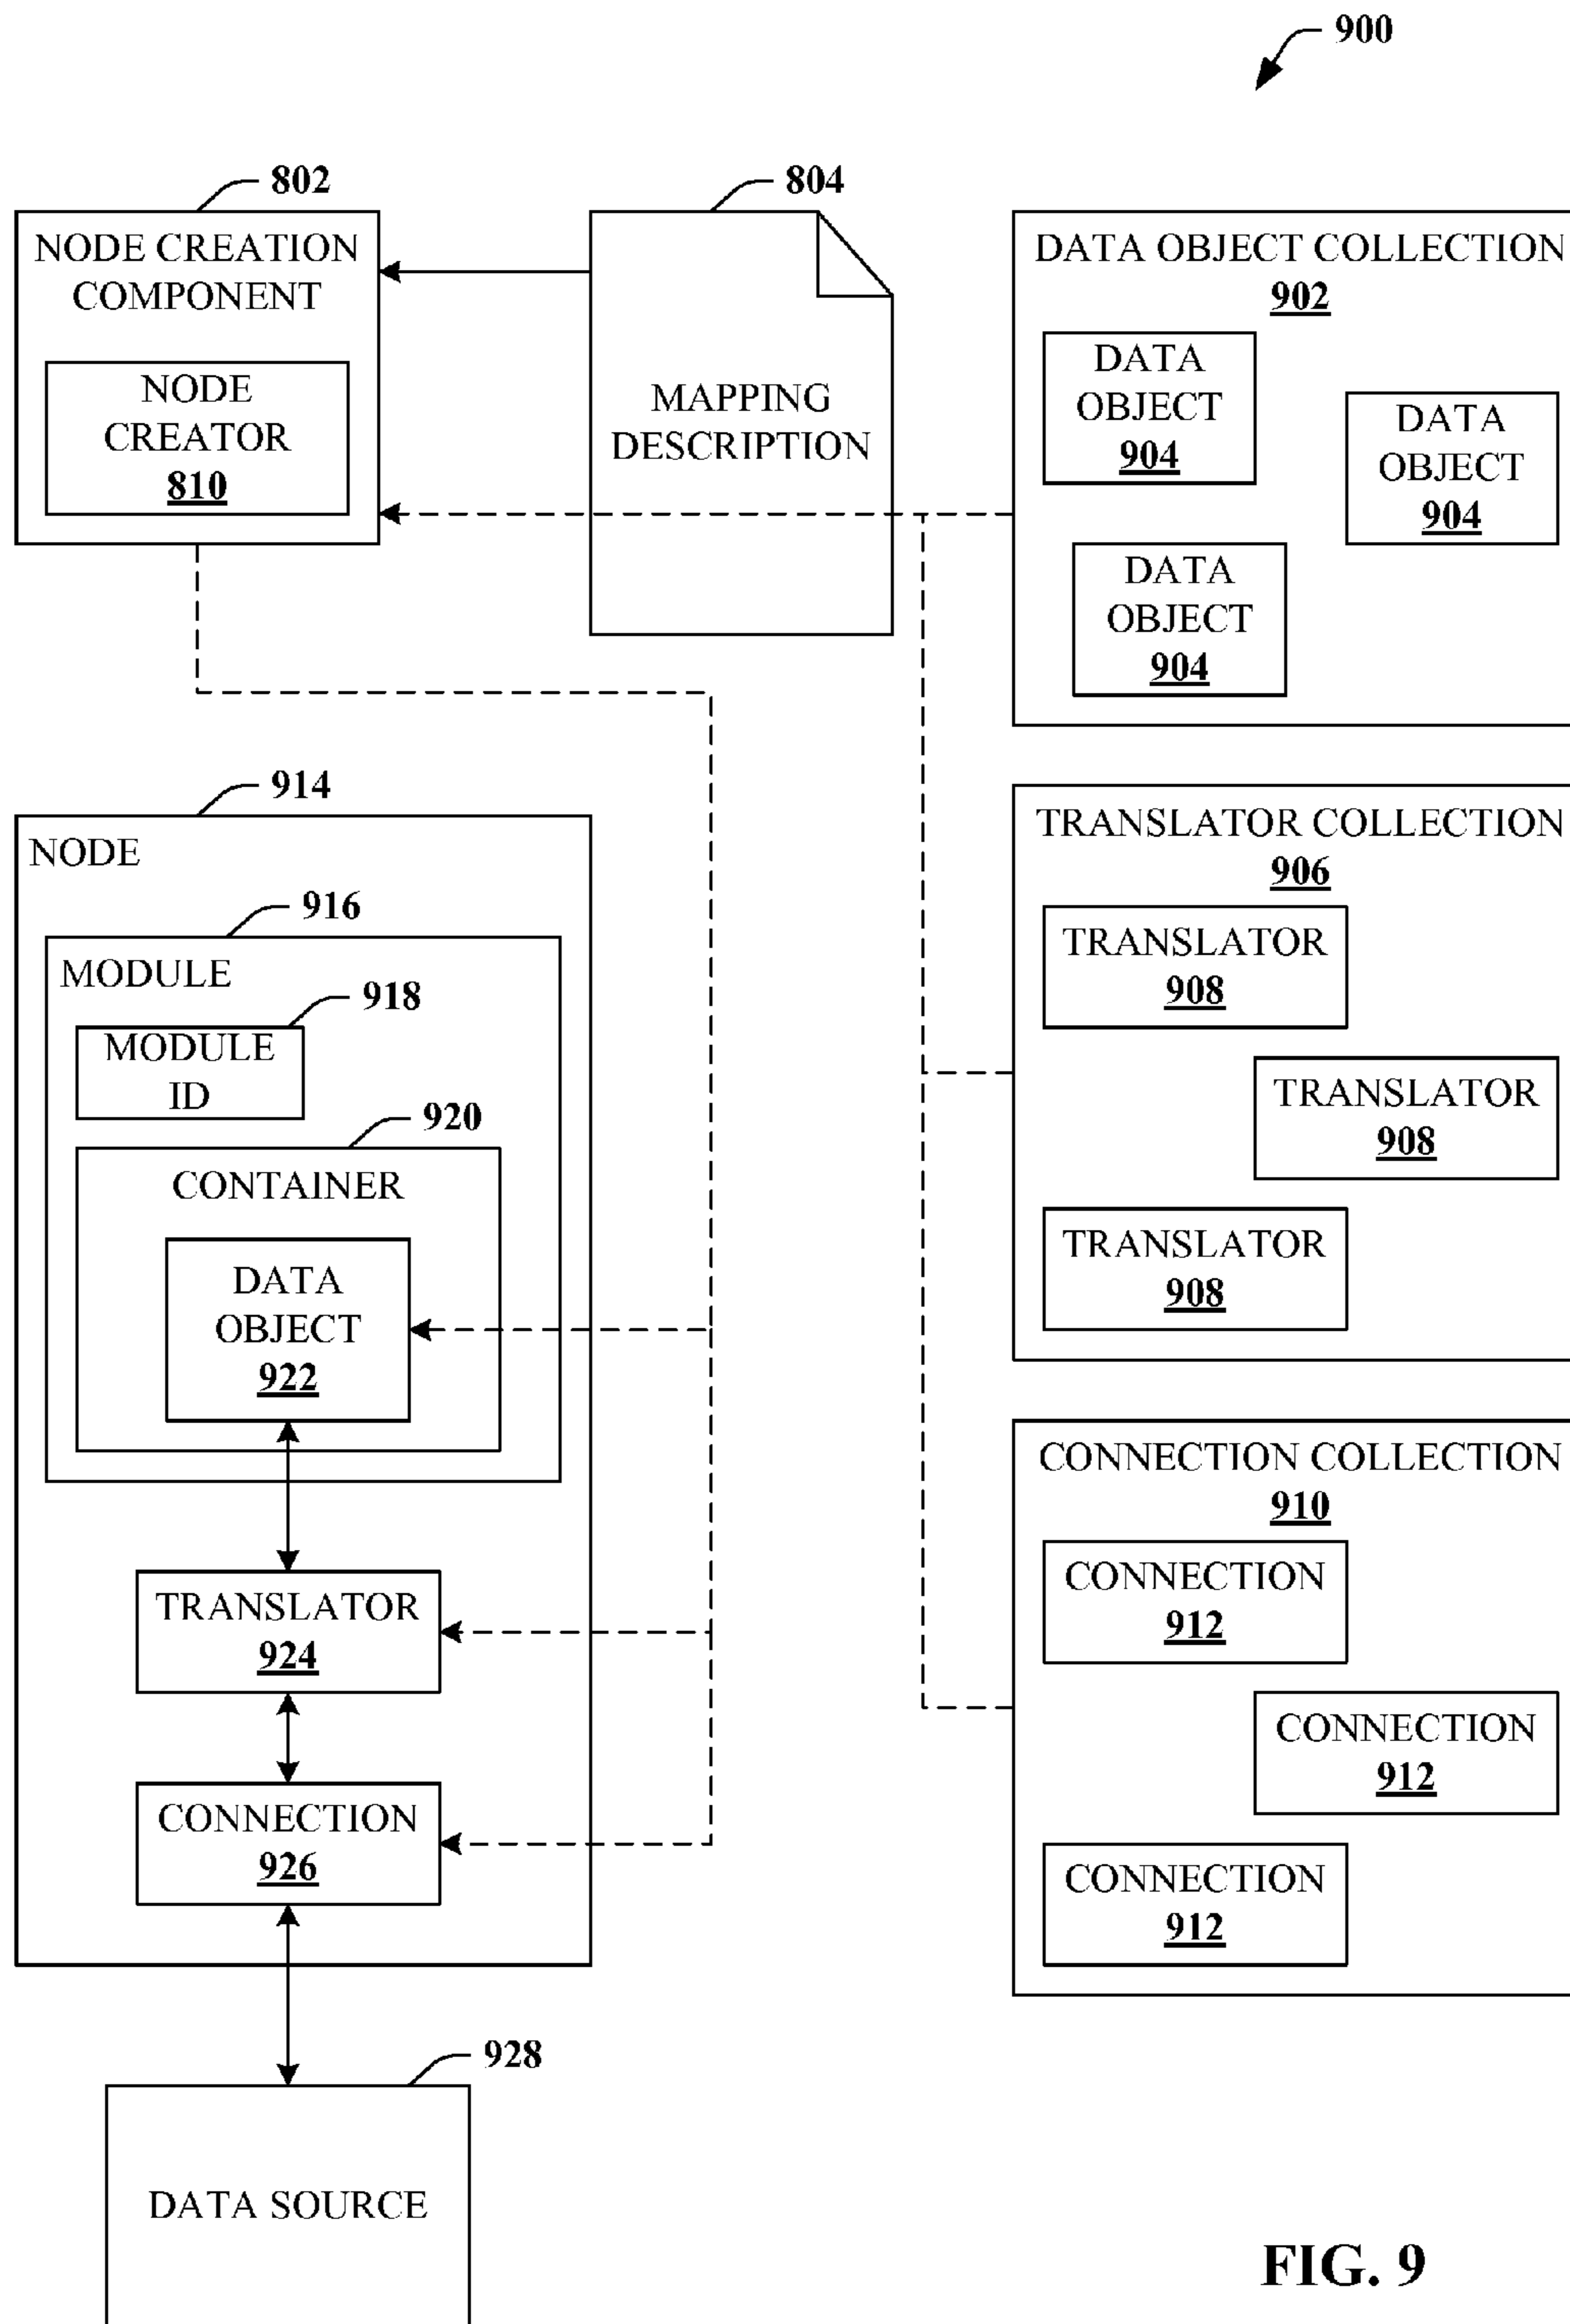 900
802
NODE CREATION
COMPONENT
NODE
CREATOR
810
804
MAPPING
DESCRIPTION
DATA OBJECT COLLECTION
902
DATA
OBJECT
904
DATA
OBJECT
904
DATA
OBJECT
904
914
NODE
916
MODULE
918
MODULE
ID
920
CONTAINER
DATA
OBJECT
922
TRANSLATOR
924
CONNECTION
926
928
DATA SOURCE
TRANSLATOR COLLECTION
906
TRANSLATOR
908
TRANSLATOR
908
TRANSLATOR
908
CONNECTION COLLECTION
910
CONNECTION
912
CONNECTION
912
CONNECTION
912
FIG. 9